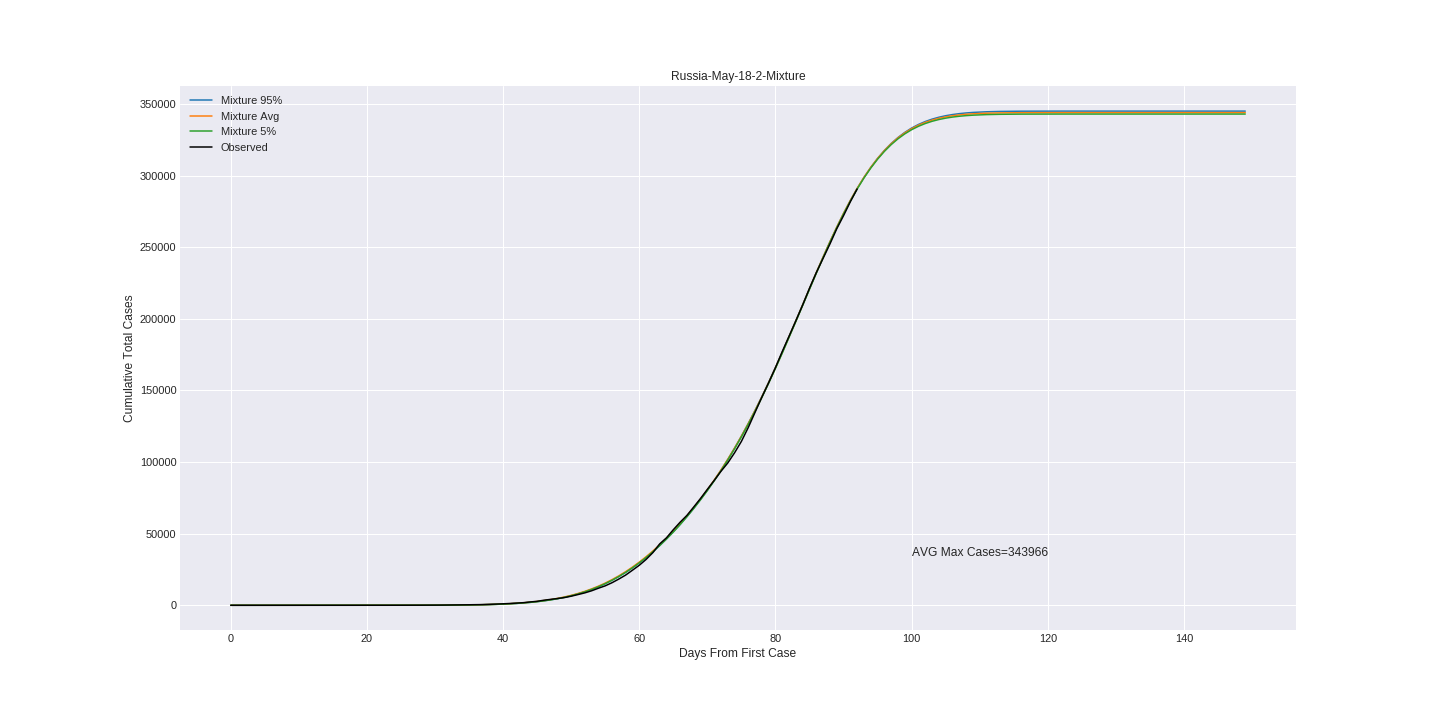 Russia-May-18-2-Mixture
Mixture 95%
Mixture Avg
Mixture 5%
Observed
350000
300000
250000
200000
150000
100000
50000
0
Cumulative Total Cases
AVG Max Cases=343966
0 20 40 60 80 100 120 140
Days From First Case